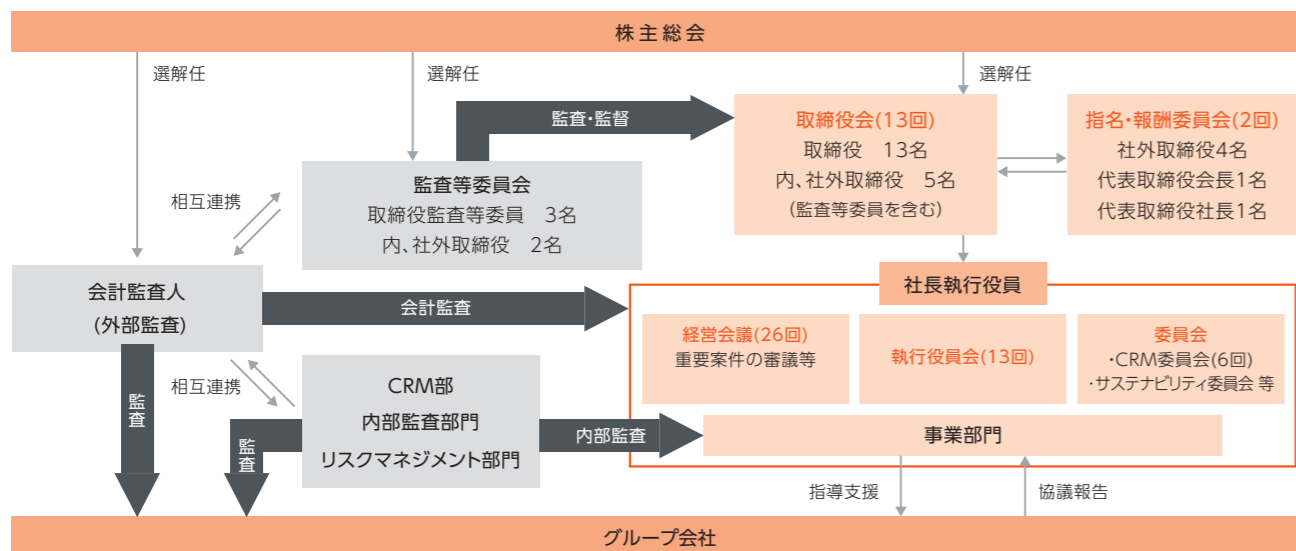 株主総会
選解任
選解任
選解任
監査・監督
取締役会(13回)
取締役　13名
内、社外取締役　5名
(監査等委員を含む)
指名・報酬委員会(2回)
社外取締役4名
代表取締役会長1名
代表取締役社長1名
監査等委員会
取締役監査等委員　3名
内、社外取締役　2名
相互連携
会計監査人
(外部監査)
会計監査
社長執行役員
経営会議(26回)
重要案件の審議等
執行役員会(13回)
委員会
・CRM委員会(6回)
・サステナビリティ委員会 等
相互連携
CRM部
内部監査部門
リスクマネジメント部門
監査
監査
内部監査
事業部門
指導支援
協議報告
グループ会社